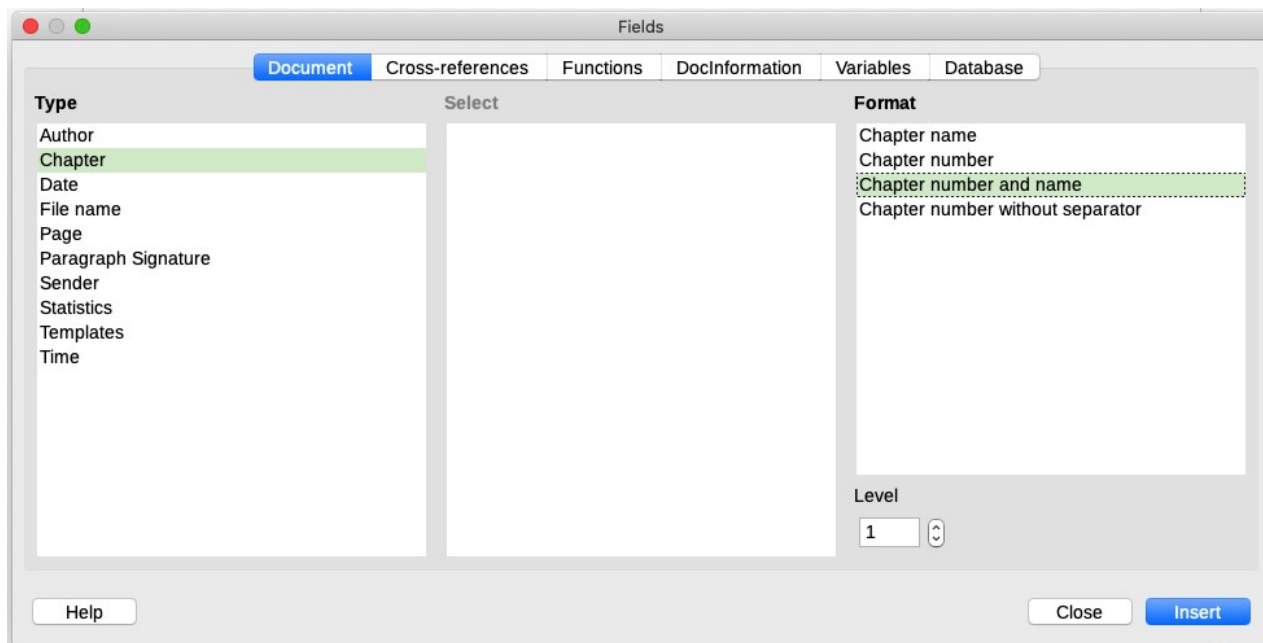 Fields
Document Cross-references Functions DocInformation Variables Database
Type
Author
Chapter
Date
File name
Page
Paragraph Signature
Sender
Statistics
Templates
Time
Select
Format
Chapter name
Chapter number
Chapter number and name
Chapter number without separator
Level
1
Help Close Insert